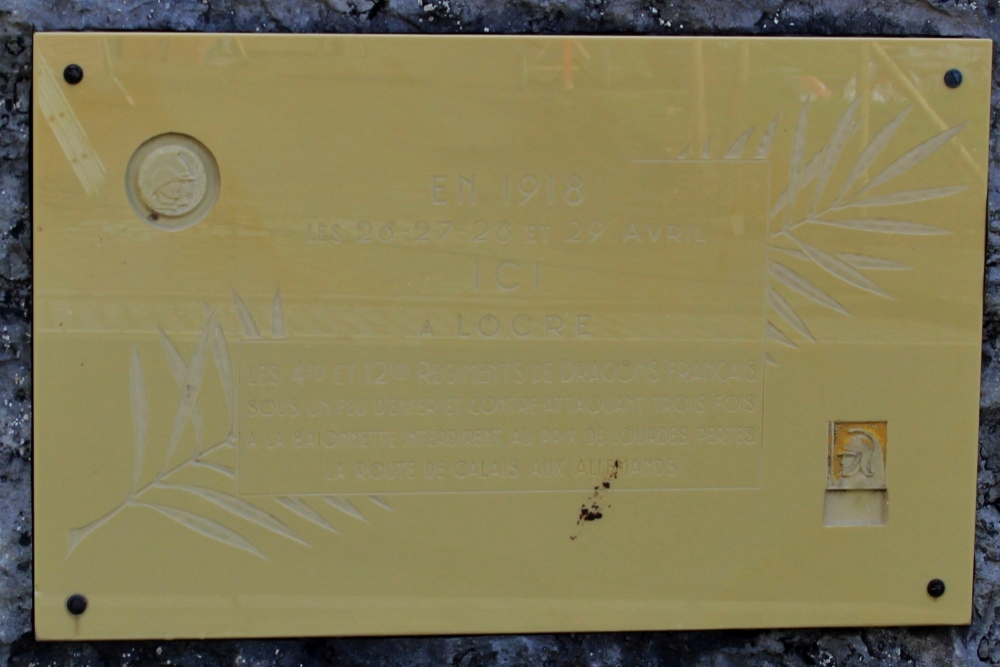 EN 1918
LES 26-27-28 ET 29 AVRIL
ICI
A LOCRE
LES 4ME ET 12ME REGIMENTS DE DRAGONS FRANÇAIS
SOUS UN FEU D'ENFER ET CONTRE-ATTAQUANT TROIS FOIS
A LA BAIONNETTE INTERDIRENT AU PRIX DE LOURDES PERTES
LA ROUTE DE CALAIS AUX ALLEMANDS